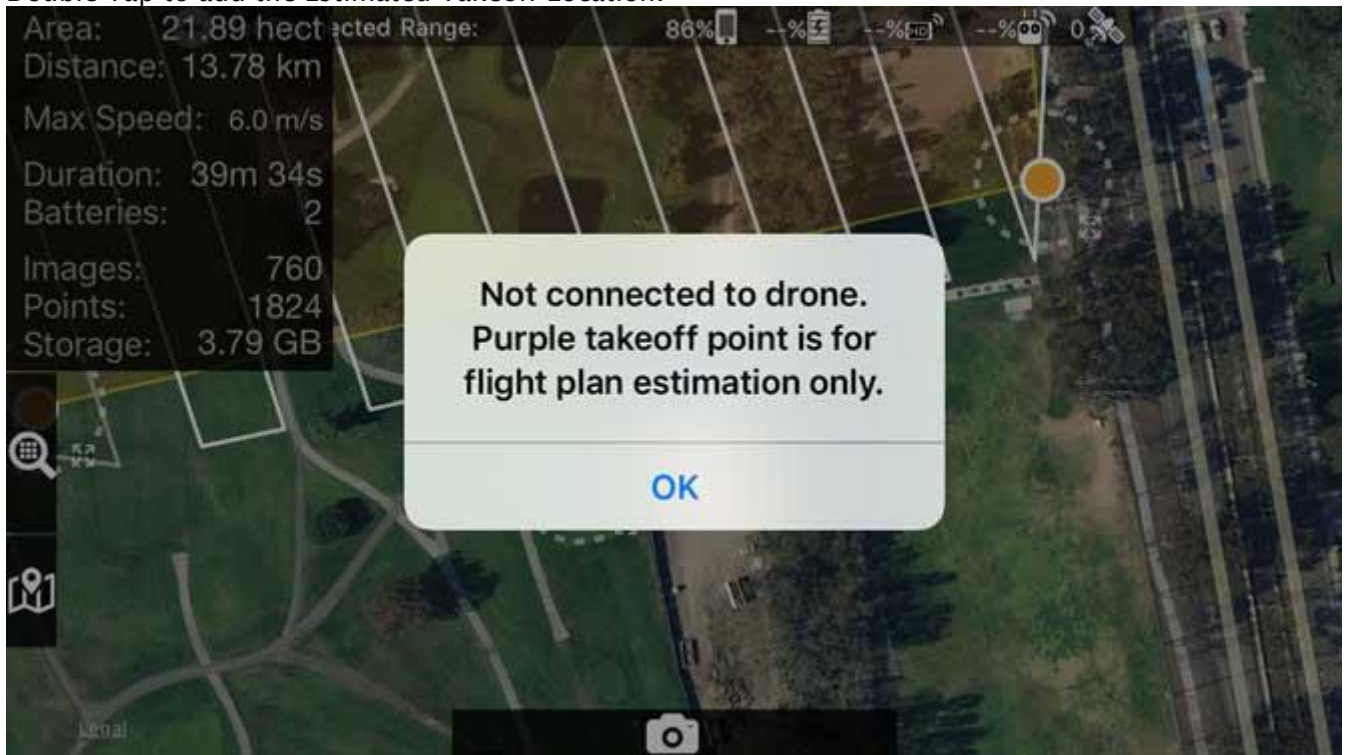 Double Tap to add the Estimated Takeoff Location.
Area: 21.89 hect
ected Range:
86%
--%
--%
--%
0
Distance: 13.78 km
Max Speed: 6.0 m/s
Duration: 39m 34s
Batteries: 2
Images: 760
Points: 1824
Storage: 3.79 GB
Not connected to drone.
Purple takeoff point is for
flight plan estimation only.
OK
Legal